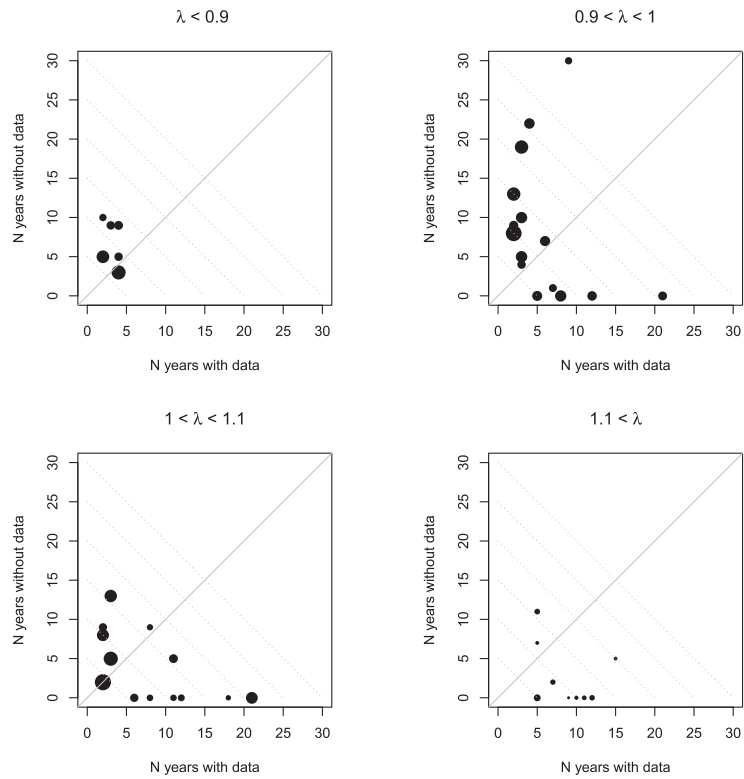 λ < 0.9
0.9 < λ < 1
N years without data
30
25
20
15
10
5
0
0 5 10 15 20 25 30
N years with data
N years without data
30
25
20
15
10
5
0
0 5 10 15 20 25 30
N years with data
1 < λ < 1.1
1.1 < λ
N years without data
30
25
20
15
10
5
0
0 5 10 15 20 25 30
N years with data
N years without data
30
25
20
15
10
5
0
0 5 10 15 20 25 30
N years with data